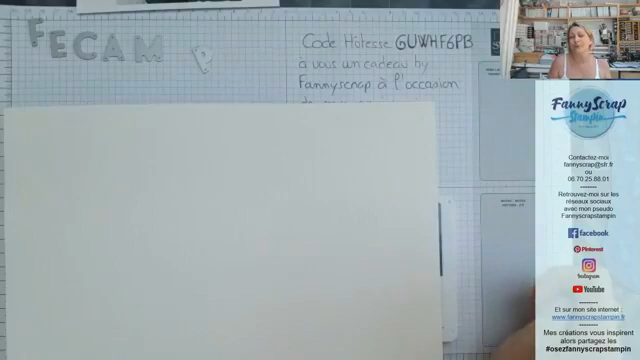 FECAM P
Code Hôtesse GUWHF6PB
à vous un cadeau by
Fannyscrap à l'occasion
FannyScrap
Stampin
Contactez-moi
fannyscrap@sfr.fr
ou
06.70.25.88.01
--------
Retrouvez-moi sur les
réseaux sociaux
avec mon pseudo
Fannyscrapstampin
facebook
Pinterest
Instagram
YouTube
---------
Et sur mon site internet :
www.fannyscrapstampin.fr
---------
Mes créations vous inspirent
alors partagez les
#osezfannyscrapstampin